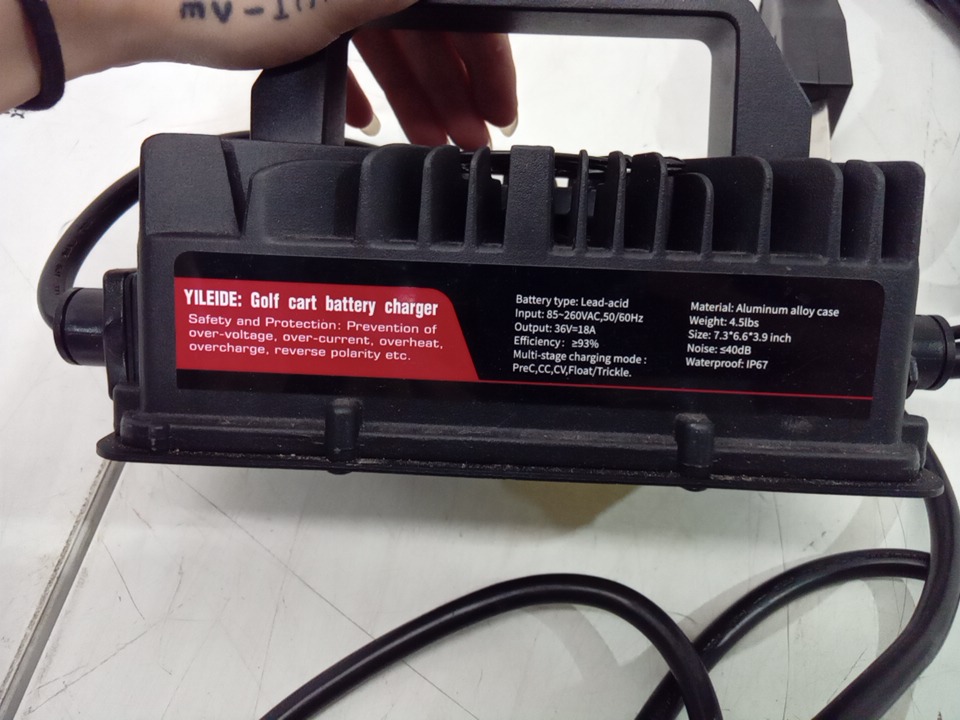 YILEIDE: Golf cart battery charger
Safety and Protection: Prevention of
over-voltage, over-current, overheat,
overcharge, reverse polarity etc.
Battery type: Lead-acid
Input: 85~260VAC,50/60Hz
Output: 36V=18A
Efficiency: ≥93%
Multi-stage charging mode :
PreC,CC,CV,Float/Trickle.
Material: Aluminum alloy case
Weight: 4.5lbs
Size: 7.3*6.6*3.9 inch
Noise: ≤40dB
Waterproof: IP67